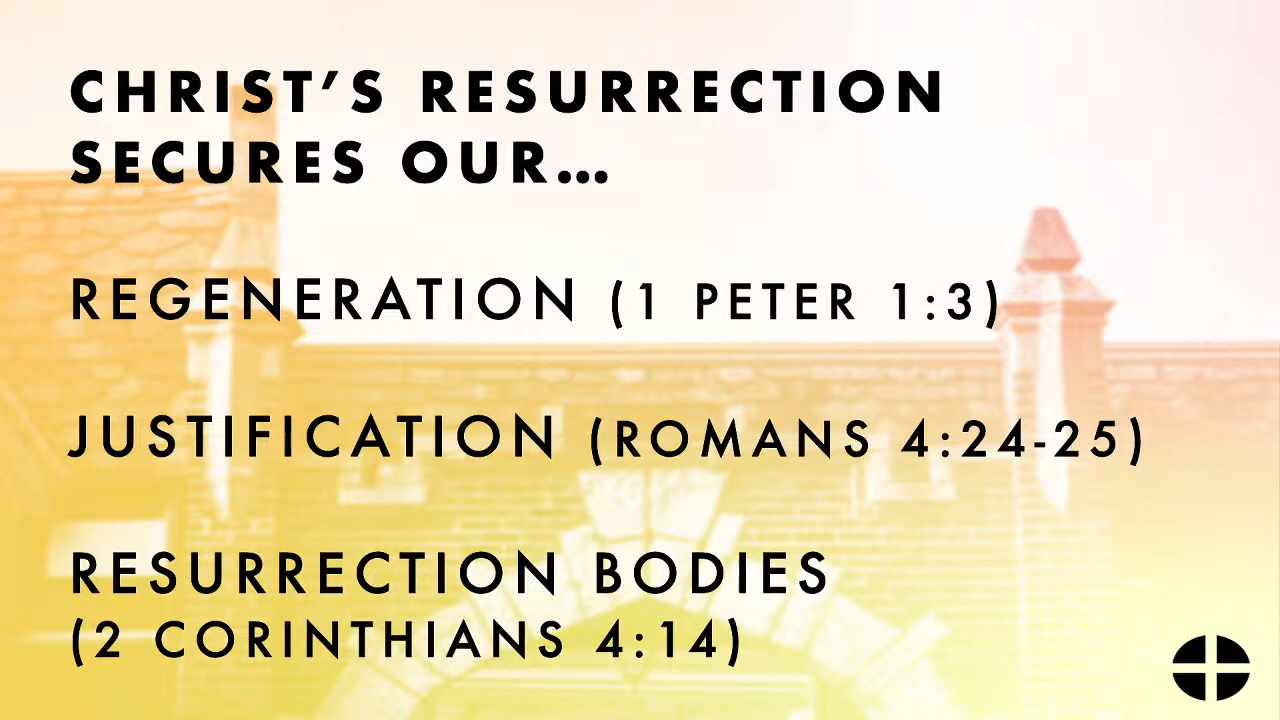 CHRIST’S RESURRECTION
SECURES OUR…
REGENERATION (1 PETER 1:3)
JUSTIFICATION (ROMANS 4:24-25)
RESURRECTION BODIES
(2 CORINTHIANS 4:14)